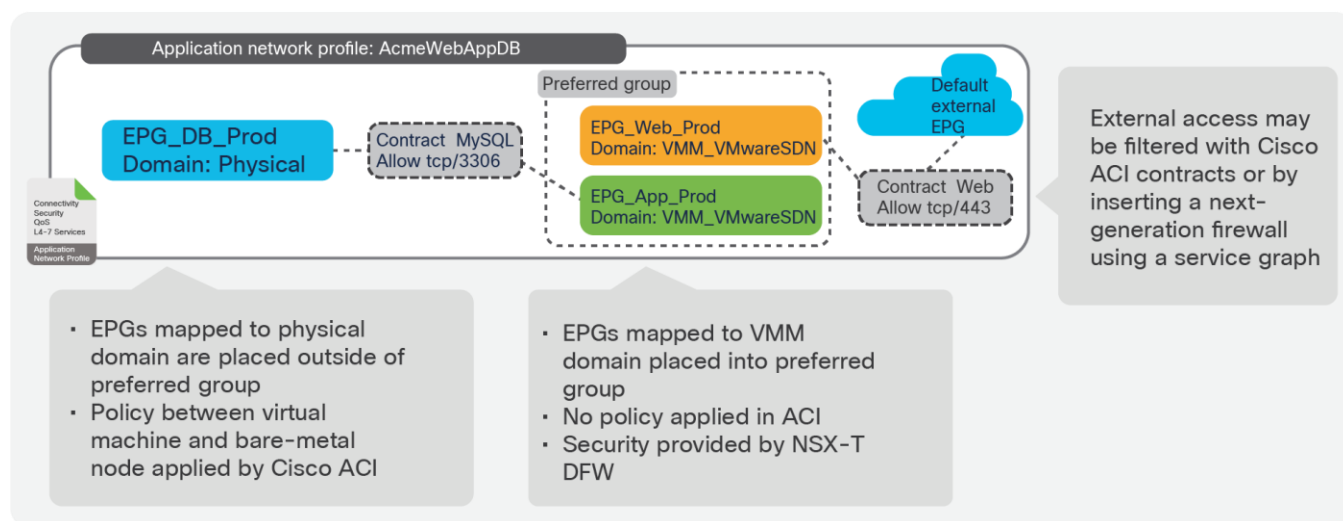 Application network profile: AcmeWebAppDB
Preferred group
EPG_DB_Prod
Domain: Physical
Contract MySQL
Allow tcp/3306
EPG_Web_Prod
Domain: VMM_VMwareSDN
EPG_App_Prod
Domain: VMM_VMwareSDN
Default
external
EPG
Contract Web
Allow tcp/443
Connectivity
Security
QoS
L4-7 Services
Application
Network Profile
External access may
be filtered with Cisco
ACI contracts or by
inserting a next-
generation firewall
using a service graph
• EPGs mapped to physical
domain are placed outside of
preferred group
• Policy between virtual
machine and bare-metal
node applied by Cisco ACI
• EPGs mapped to VMM
domain placed into preferred
group
• No policy applied in ACI
• Security provided by NSX-T
DFW